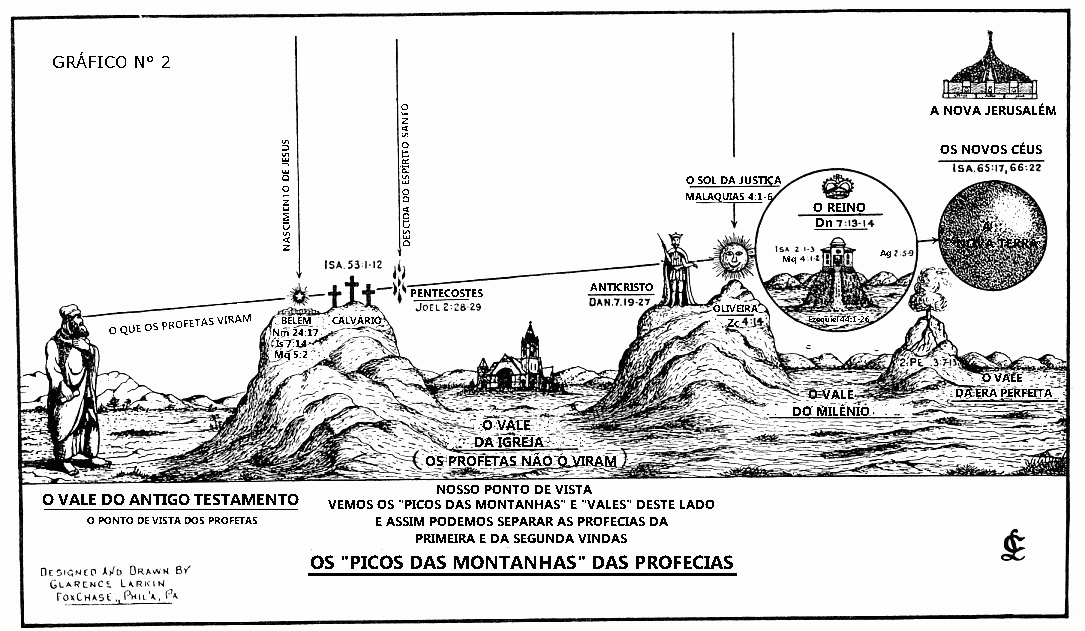 GRÁFICO Nº 2
NASCIMENTO DE JESUS
DESCIDA DO ESPÍRITO SANTO
A NOVA JERUSALÉM
OS NOVOS CÉUS
ISA.65:17,66:22
A
NOVA TERRA
O SOL DA JUSTIÇA
MALAQUIAS 4:1-6
O REINO
Dn 7:13-14
ISA 2 1-3
Mq 4:1-2
Ag 2:5-9
Ezequiel 44:1-26
ISA.53:1-12
PENTECOSTES
JOEL 2:28-29
ANTICRISTO
DAN.7.19-27
O QUE OS PROFETAS VIRAM
BELÉM
Nm 24:17
Is 7:14
Mq 5:2
CALVÁRIO
OLIVEIRA
Zc 4:14
O VALE
DA ERA PERFEITA
O VALE
DO MILÊNIO
O VALE
DA IGREJA
(OS PROFETAS NÃO O VIRAM)
O VALE DO ANTIGO TESTAMENTO
O PONTO DE VISTA DOS PROFETAS
NOSSO PONTO DE VISTA
VEMOS OS "PICOS DAS MONTANHAS" E "VALES" DESTE LADO
E ASSIM PODEMOS SEPARAR AS PROFECIAS DA
PRIMEIRA E DA SEGUNDA VINDAS
OS "PICOS DAS MONTANHAS" DAS PROFECIAS
DESIGNED AND DRAWN BY
CLARENCE LARKIN
FOXCHASE, PHIL'A, PA